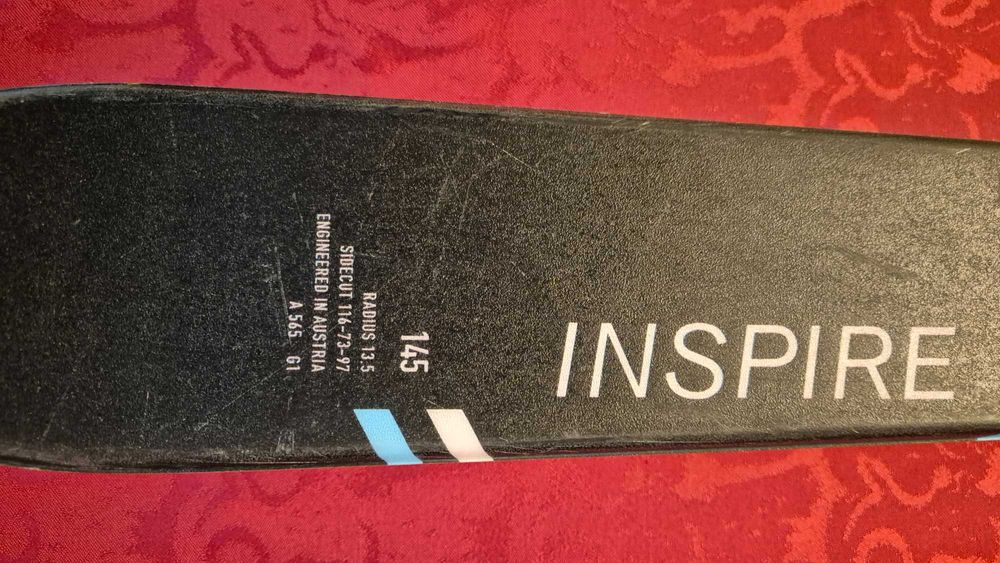 145
RADIUS 13.5
SIDECUT 116-73-97
ENGINEERED IN AUSTRIA
A 565 G1
INSPIRE